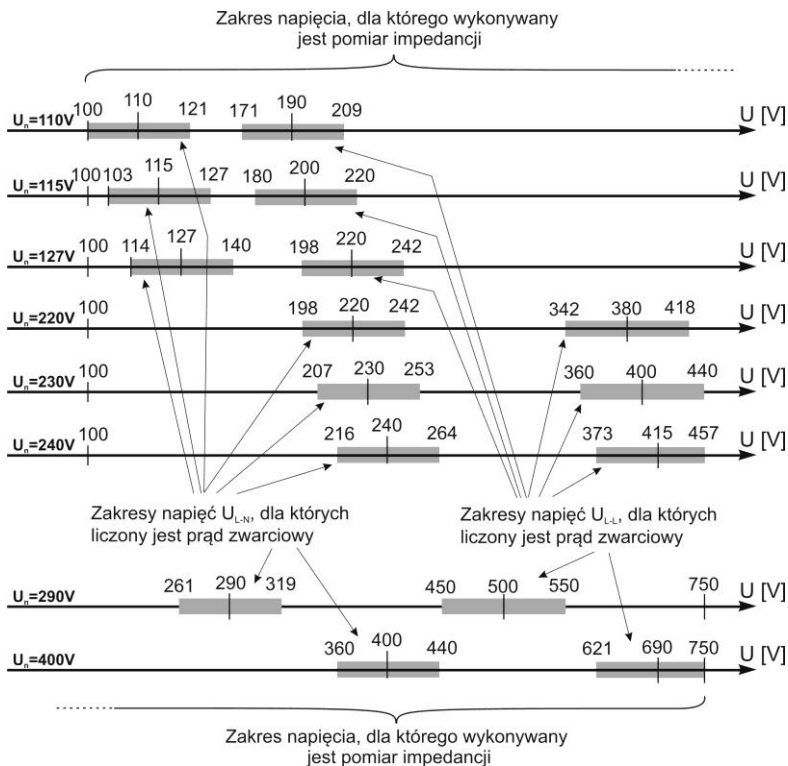 Zakres napięcia, dla którego wykonywany
jest pomiar impedancji
100 110 121 171 190 209 U [V]
Un=110V
100 103 115 127 180 200 220 U [V]
Un=115V
100 114 127 140 198 220 242 U [V]
Un=127V
100 198 220 242 342 380 418 U [V]
Un=220V
100 207 230 253 360 400 440 U [V]
Un=230V
100 216 240 264 373 415 457 U [V]
Un=240V
Zakresy napięć UL-N, dla których
liczony jest prąd zwarciowy
Zakresy napięć UL-L, dla których
liczony jest prąd zwarciowy
261 290 319 450 500 550 750 U [V]
Un=290V
360 400 440 621 690 750 U [V]
Un=400V
Zakres napięcia, dla którego wykonywany
jest pomiar impedancji